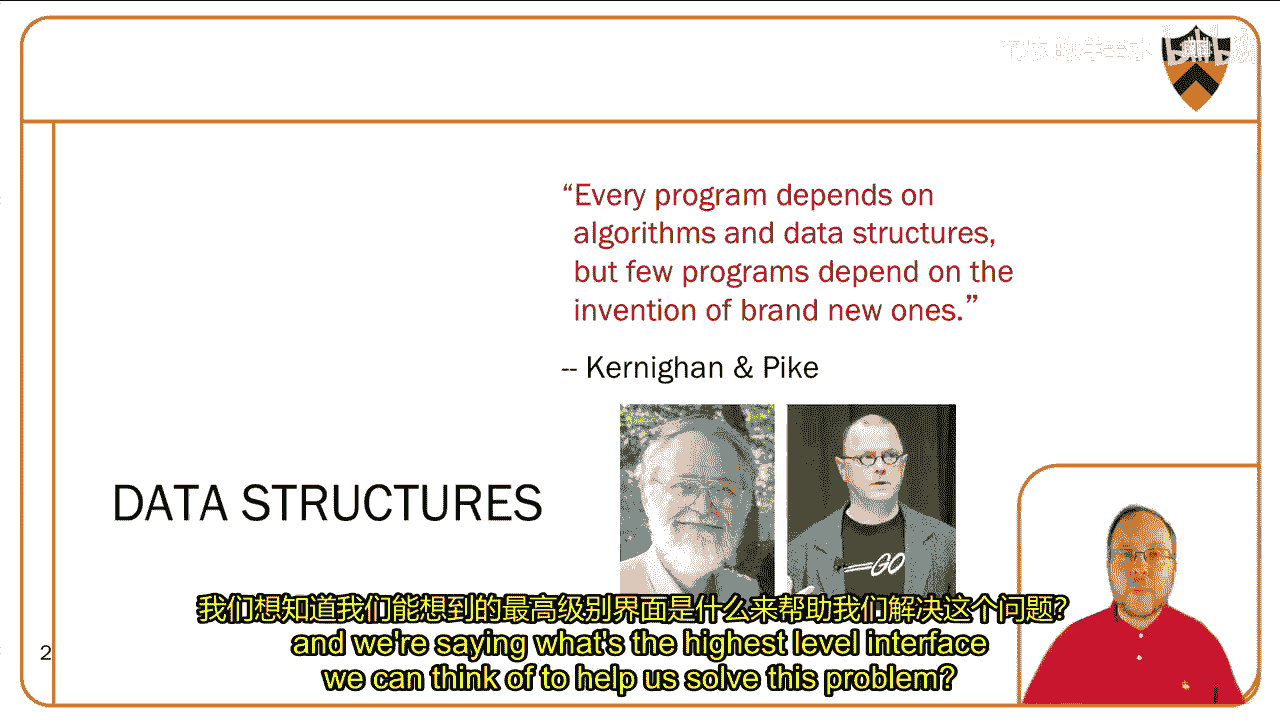 “Every program depends on
algorithms and data structures,
but few programs depend on the
invention of brand new ones.”
-- Kernighan & Pike
DATA STRUCTURES
GO
我们想知道我们能想到的最高级别界面是什么来帮助我们解决这个问题?
and we're saying what's the highest level interface
we can think of to help us solve this problem?
2